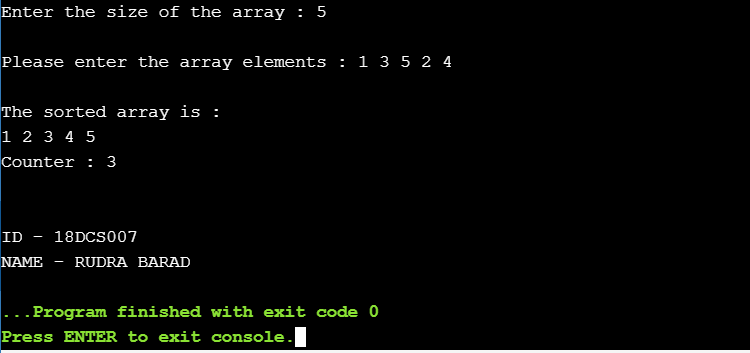 Enter the size of the array : 5
Please enter the array elements : 1 3 5 2 4
The sorted array is :
1 2 3 4 5
Counter : 3
ID - 18DCS007
NAME - RUDRA BARAD
...Program finished with exit code 0
Press ENTER to exit console.